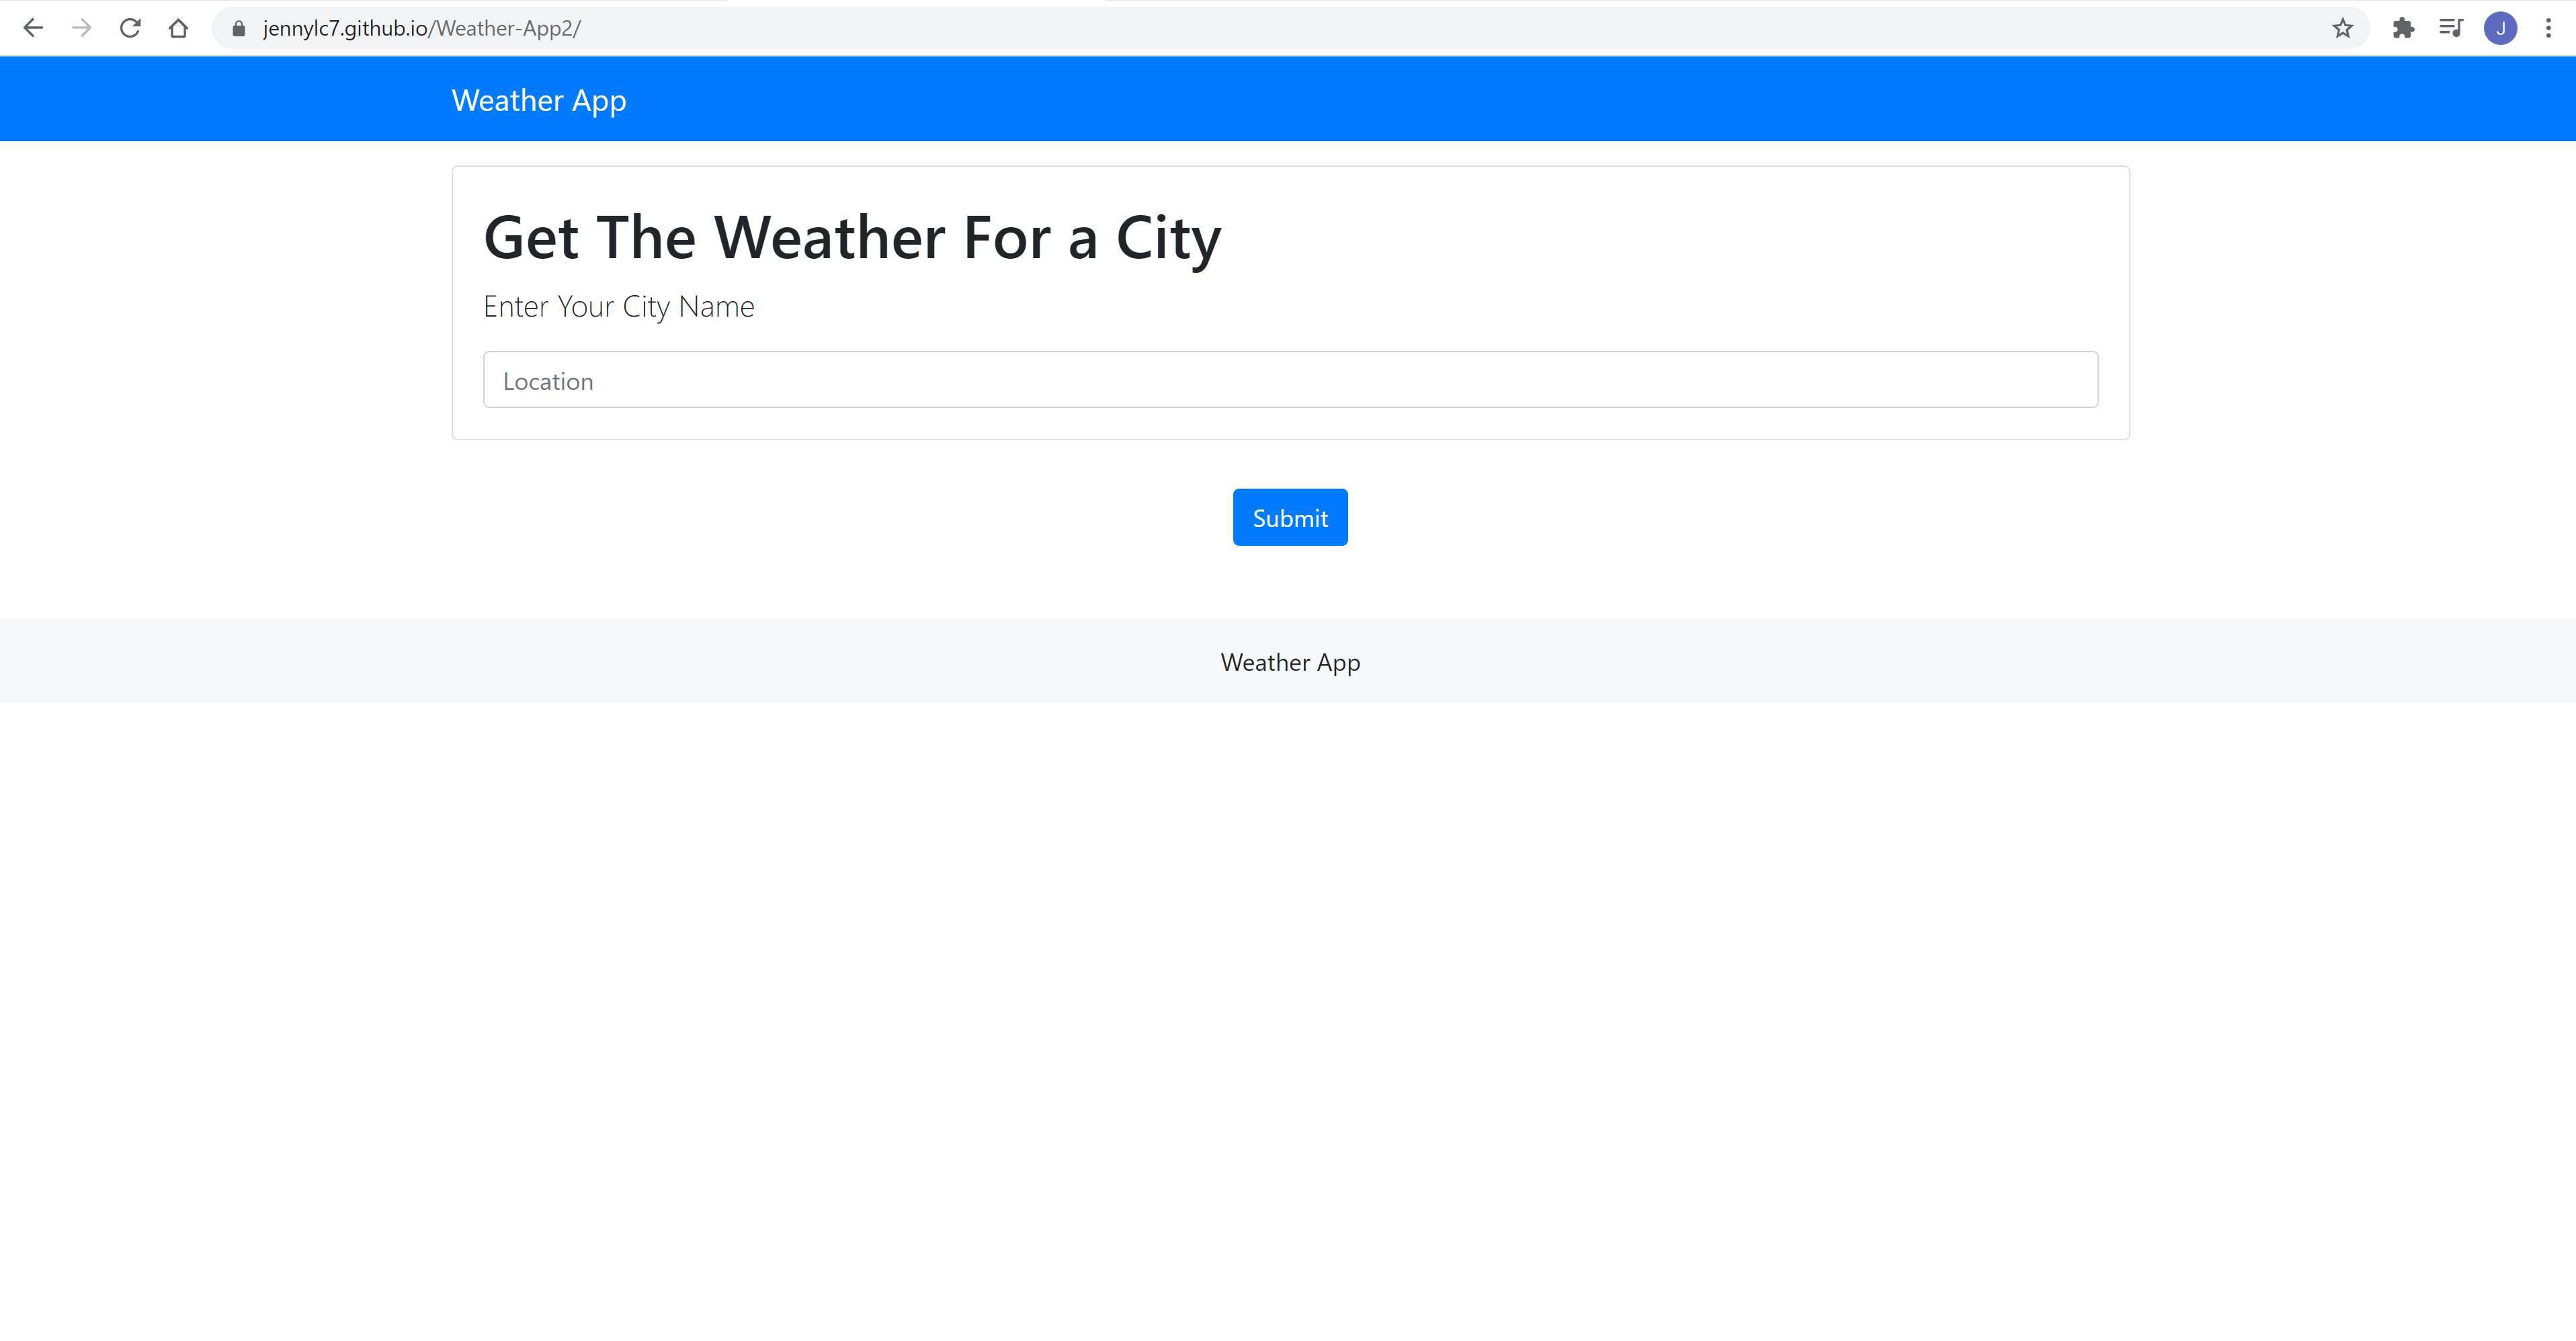 jennylc7.github.io/Weather-App2/
J
Weather App
Get The Weather For a City
Enter Your City Name
Location
Submit
Weather App